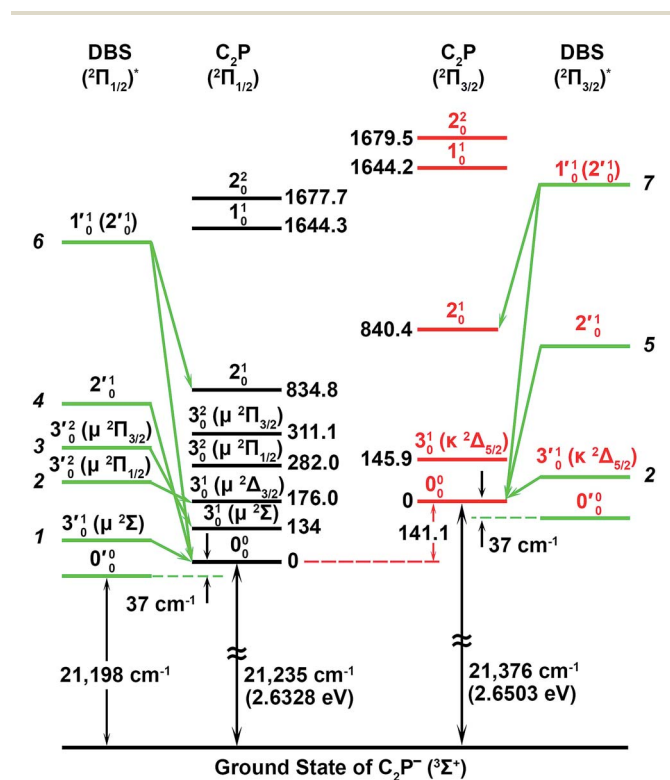 DBS C₂P C₂P DBS
(²Π₁/₂)* (²Π₁/₂) (²Π₃/₂) (²Π₃/₂)*
1679.5 2²₀
1644.2 1¹₀
2²₀ 1677.7
1′¹₀ (2′¹₀) 7
1¹₀ 1644.3
1′¹₀ (2′¹₀)
6
840.4 2¹₀
2′¹₀ 5
2¹₀ 834.8
4 2′¹₀
3²₀ (μ ²Π₃/₂) 311.1
3 3′²₀ (μ ²Π₃/₂)
3²₀ (μ ²Π₁/₂) 282.0
2 3′²₀ (μ ²Π₁/₂)
145.9 3¹₀ (κ ²Δ₅/₂)
3′¹₀ (κ ²Δ₅/₂) 2
3¹₀ (μ ²Δ₃/₂) 176.0
0 0⁰₀
3¹₀ (μ ²Σ) 134
1 3′¹₀ (μ ²Σ)
0′⁰₀
141.1
37 cm⁻¹
0⁰₀ 0
0′⁰₀
37 cm⁻¹
21,198 cm⁻¹
21,235 cm⁻¹
(2.6328 eV)
21,376 cm⁻¹
(2.6503 eV)
Ground State of C₂P⁻ (³Σ⁺)